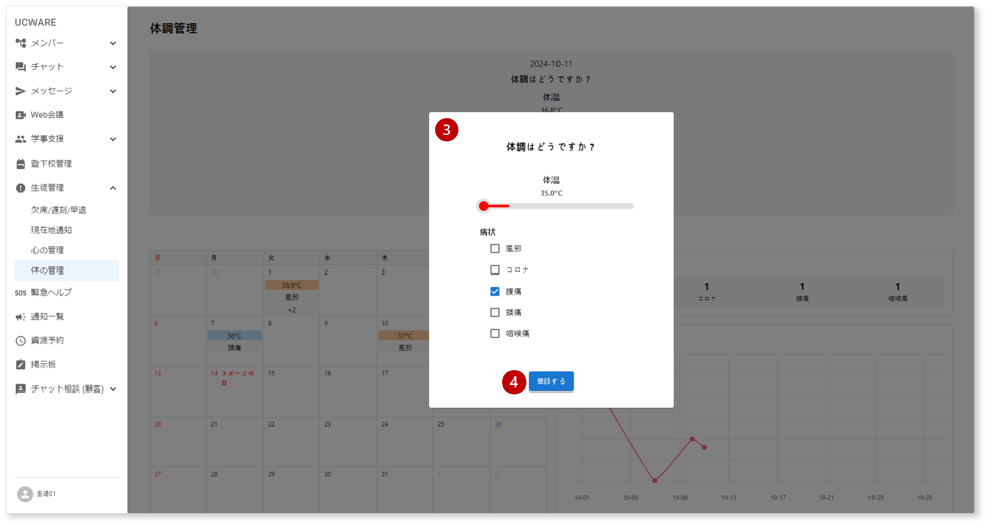 UCWARE
メンバー
チャット
メッセージ
Web会議
学事支援
登下校管理
生徒管理
欠席/遅刻/早退
現在地通知
心の管理
体の管理
SOS 緊急ヘルプ
通知一覧
資源予約
掲示板
チャット相談 (顧客)
生徒01
体調管理
2024-10-11
体調はどうですか？
体温
36.8°C
3
体調はどうですか？
体温
35.0°C
病状
風邪
コロナ
腹痛
頭痛
咽喉痛
4 登録する
日 月 火 水 木
29 30 1 2 3
38.9°C
風邪
+2
6 7 8 9 10
36°C 37°C
頭痛 風邪
13 14 スポーツの日 15 16 17
20 21 22 23 24 25 26
27 28 29 30 31 1 2
1 1 1
コロナ 頭痛 咽喉痛
10-01 10-05 10-09 10-13 10-17 10-21 10-25 10-29